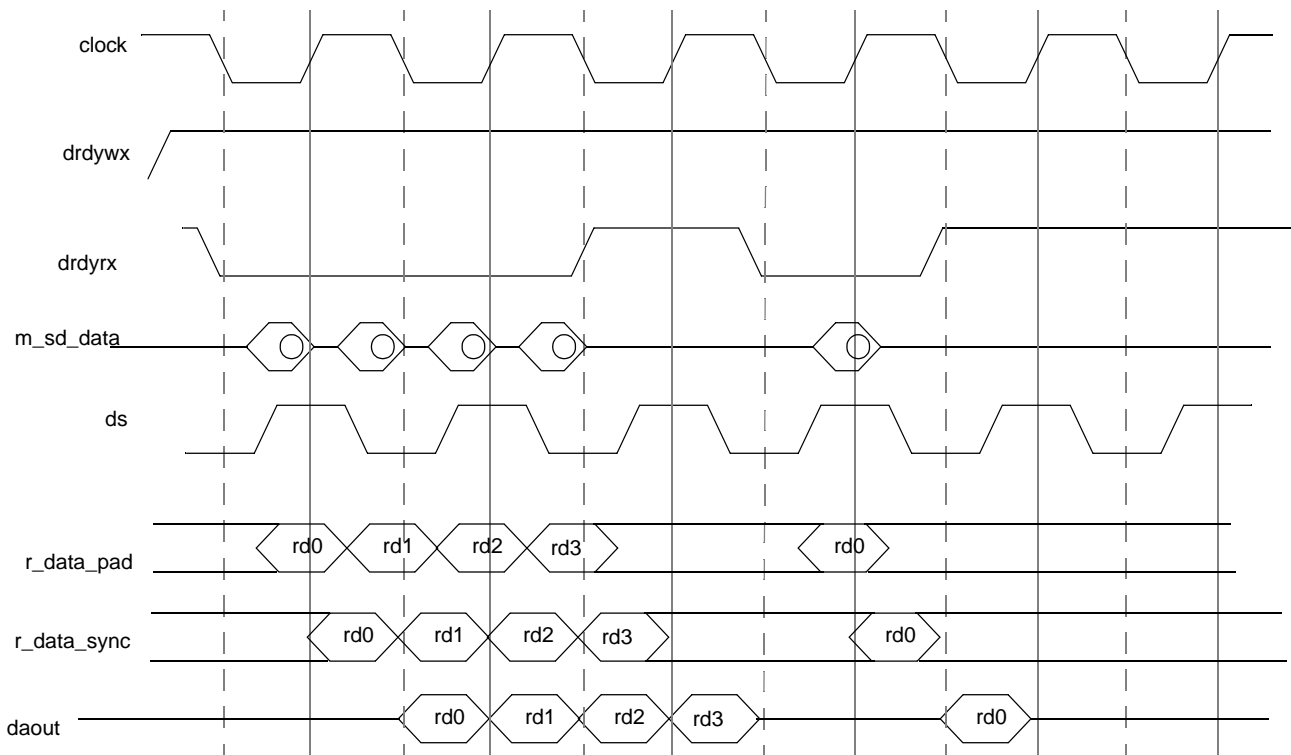 clock
drdywx
drdyrx
m_sd_data
ds
rd0 rd1 rd2 rd3 rd0
r_data_pad
rd0 rd1 rd2 rd3 rd0
r_data_sync
rd0 rd1 rd2 rd3 rd0
daout